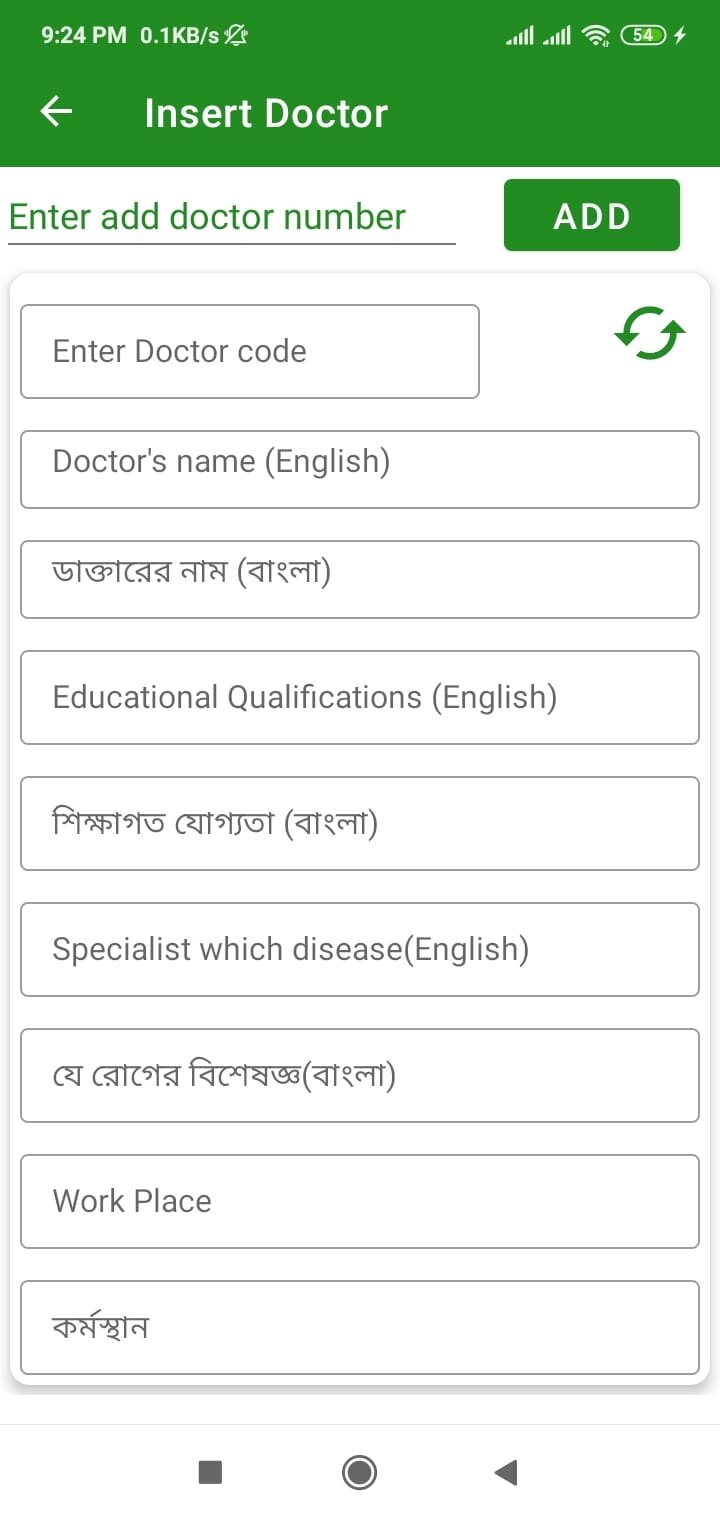 9:24 PM 0.1KB/s 54
Insert Doctor
Enter add doctor number ADD
Enter Doctor code
Doctor's name (English)
ডাক্তারের নাম (বাংলা)
Educational Qualifications (English)
শিক্ষাগত যোগ্যতা (বাংলা)
Specialist which disease(English)
যে রোগের বিশেষজ্ঞ(বাংলা)
Work Place
কর্মস্থান